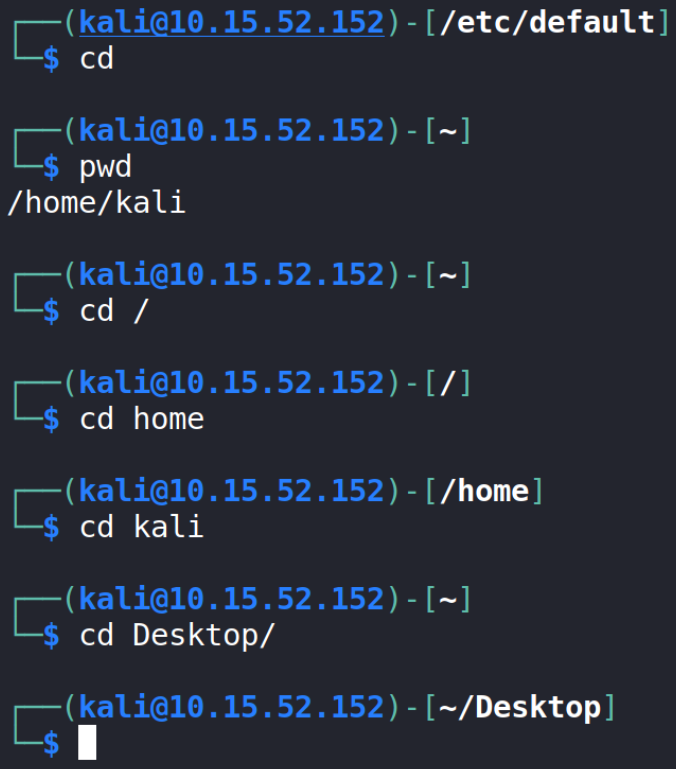 ┌──(kali@10.15.52.152)-[/etc/default]
└─$ cd
┌──(kali@10.15.52.152)-[~]
└─$ pwd
/home/kali
┌──(kali@10.15.52.152)-[~]
└─$ cd /
┌──(kali@10.15.52.152)-[/]
└─$ cd home
┌──(kali@10.15.52.152)-[/home]
└─$ cd kali
┌──(kali@10.15.52.152)-[~]
└─$ cd Desktop/
┌──(kali@10.15.52.152)-[~/Desktop]
└─$